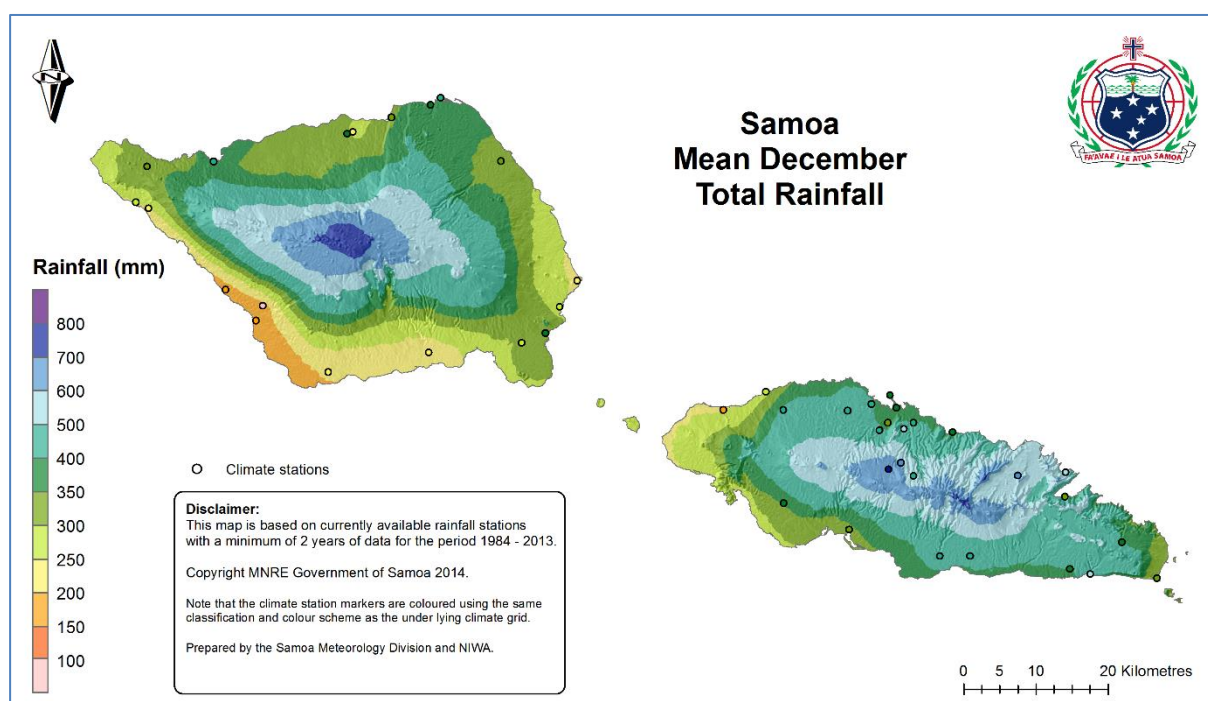 N
Samoa
Mean December
Total Rainfall
FA'AVAE I LE ATUA SAMOA
Rainfall (mm)
800
700
600
500
400
350
300
250
200
150
100
Climate stations
Disclaimer:
This map is based on currently available rainfall stations
with a minimum of 2 years of data for the period 1984 - 2013.
Copyright MNRE Government of Samoa 2014.
Note that the climate station markers are coloured using the same
classification and colour scheme as the under lying climate grid.
Prepared by the Samoa Meteorology Division and NIWA.
0 5 10 20 Kilometres